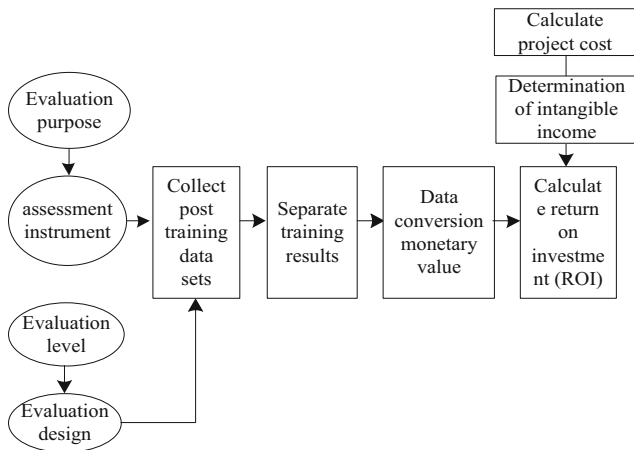 Calculate
project cost
Determination
of intangible
income
Evaluation
purpose
assessment
instrument
Collect
post
training
data
sets
Separate
training
results
Data
conversion
monetary
value
Calculat
e return
on
investme
nt (ROI)
Evaluation
level
Evaluation
design